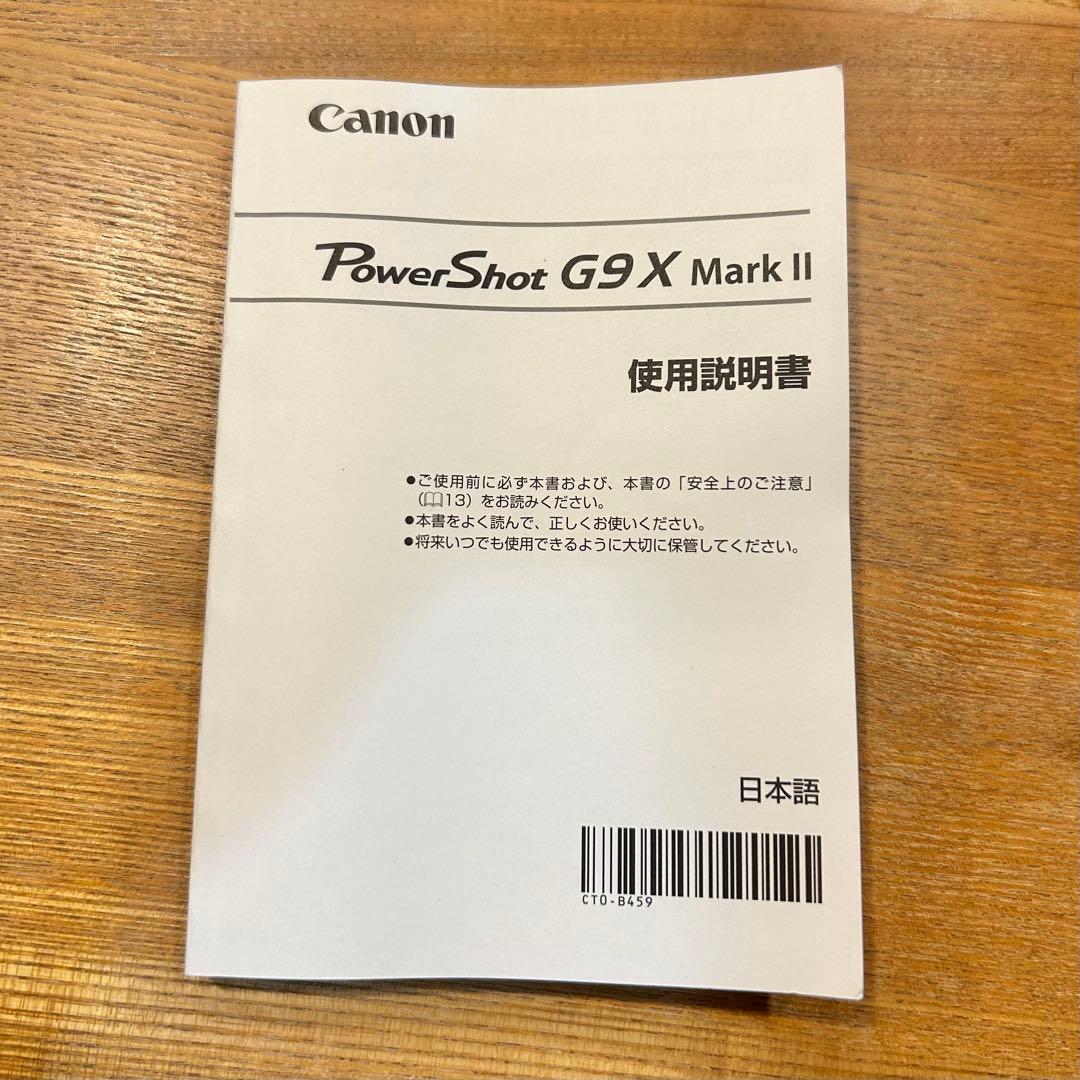 Canon
PowerShot G9X Mark II
使用説明書
●ご使用前に必ず本書および、本書の「安全上のご注意」
（📖13）をお読みください。
●本書をよく読んで、正しくお使いください。
●将来いつでも使用できるように大切に保管してください。
日本語
CT0-B459